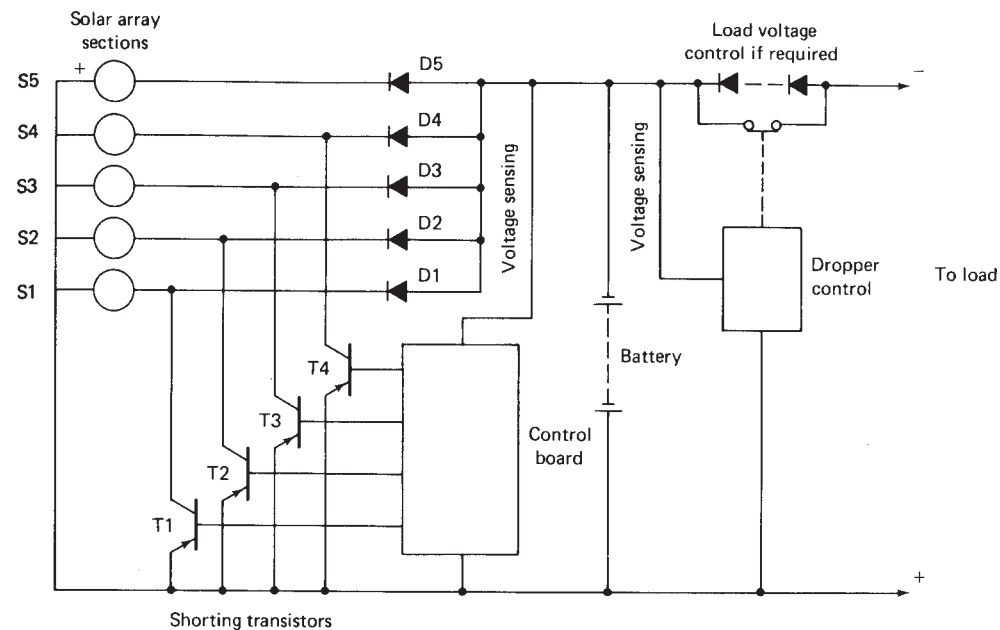 Solar array
sections
Load voltage
control if required
S5
+
D5
−
S4
D4
S3
D3
S2
D2
S1
D1
Voltage sensing
Voltage sensing
Dropper
control
To load
Battery
T4
T3
T2
T1
Control
board
+
Shorting transistors